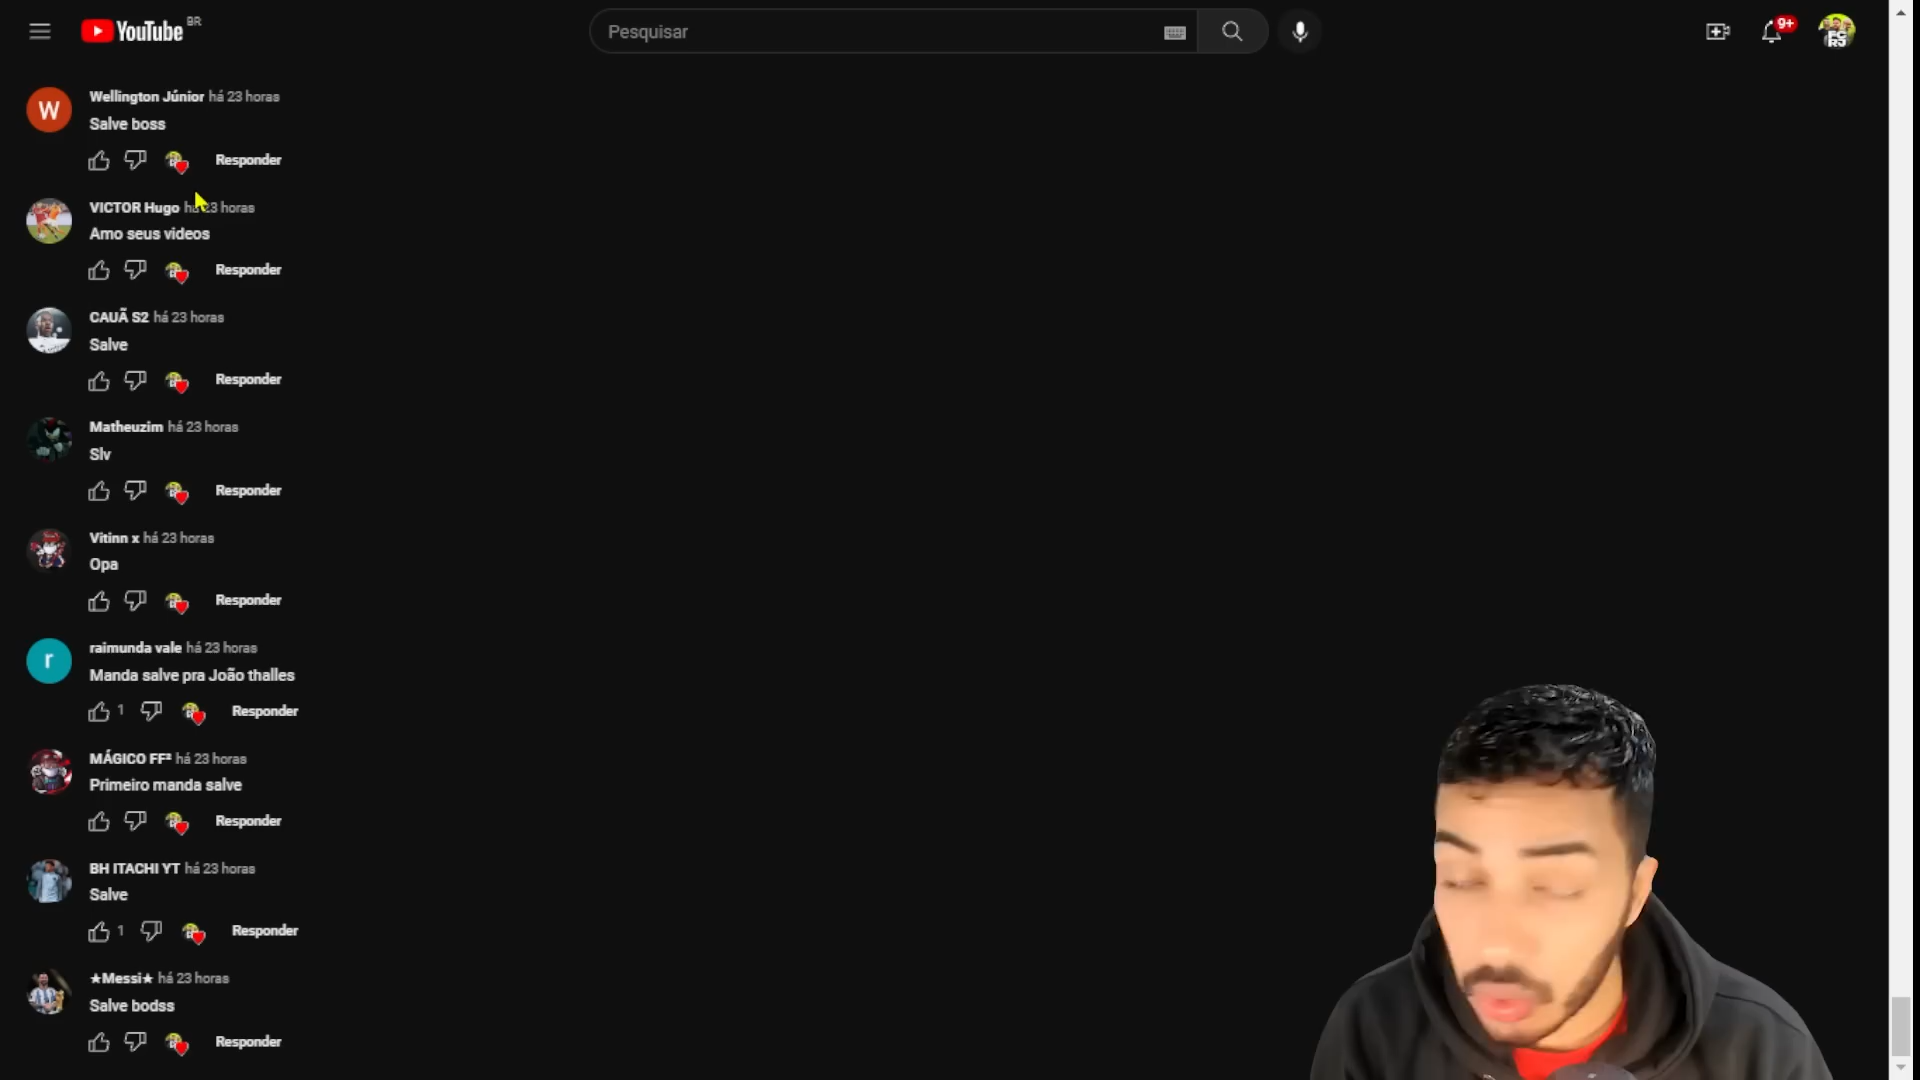 YouTube BR
Pesquisar
9+
Wellington Júnior há 23 horas
Salve boss
Responder
VICTOR Hugo há 23 horas
Amo seus videos
Responder
CAUÃ S2 há 23 horas
Salve
Responder
Matheuzim há 23 horas
Slv
Responder
Vitinn x há 23 horas
Opa
Responder
raimunda vale há 23 horas
Manda salve pra João thalles
1 Responder
MÁGICO FF² há 23 horas
Primeiro manda salve
Responder
BH ITACHI YT há 23 horas
Salve
1 Responder
★Messi★ há 23 horas
Salve bodss
Responder